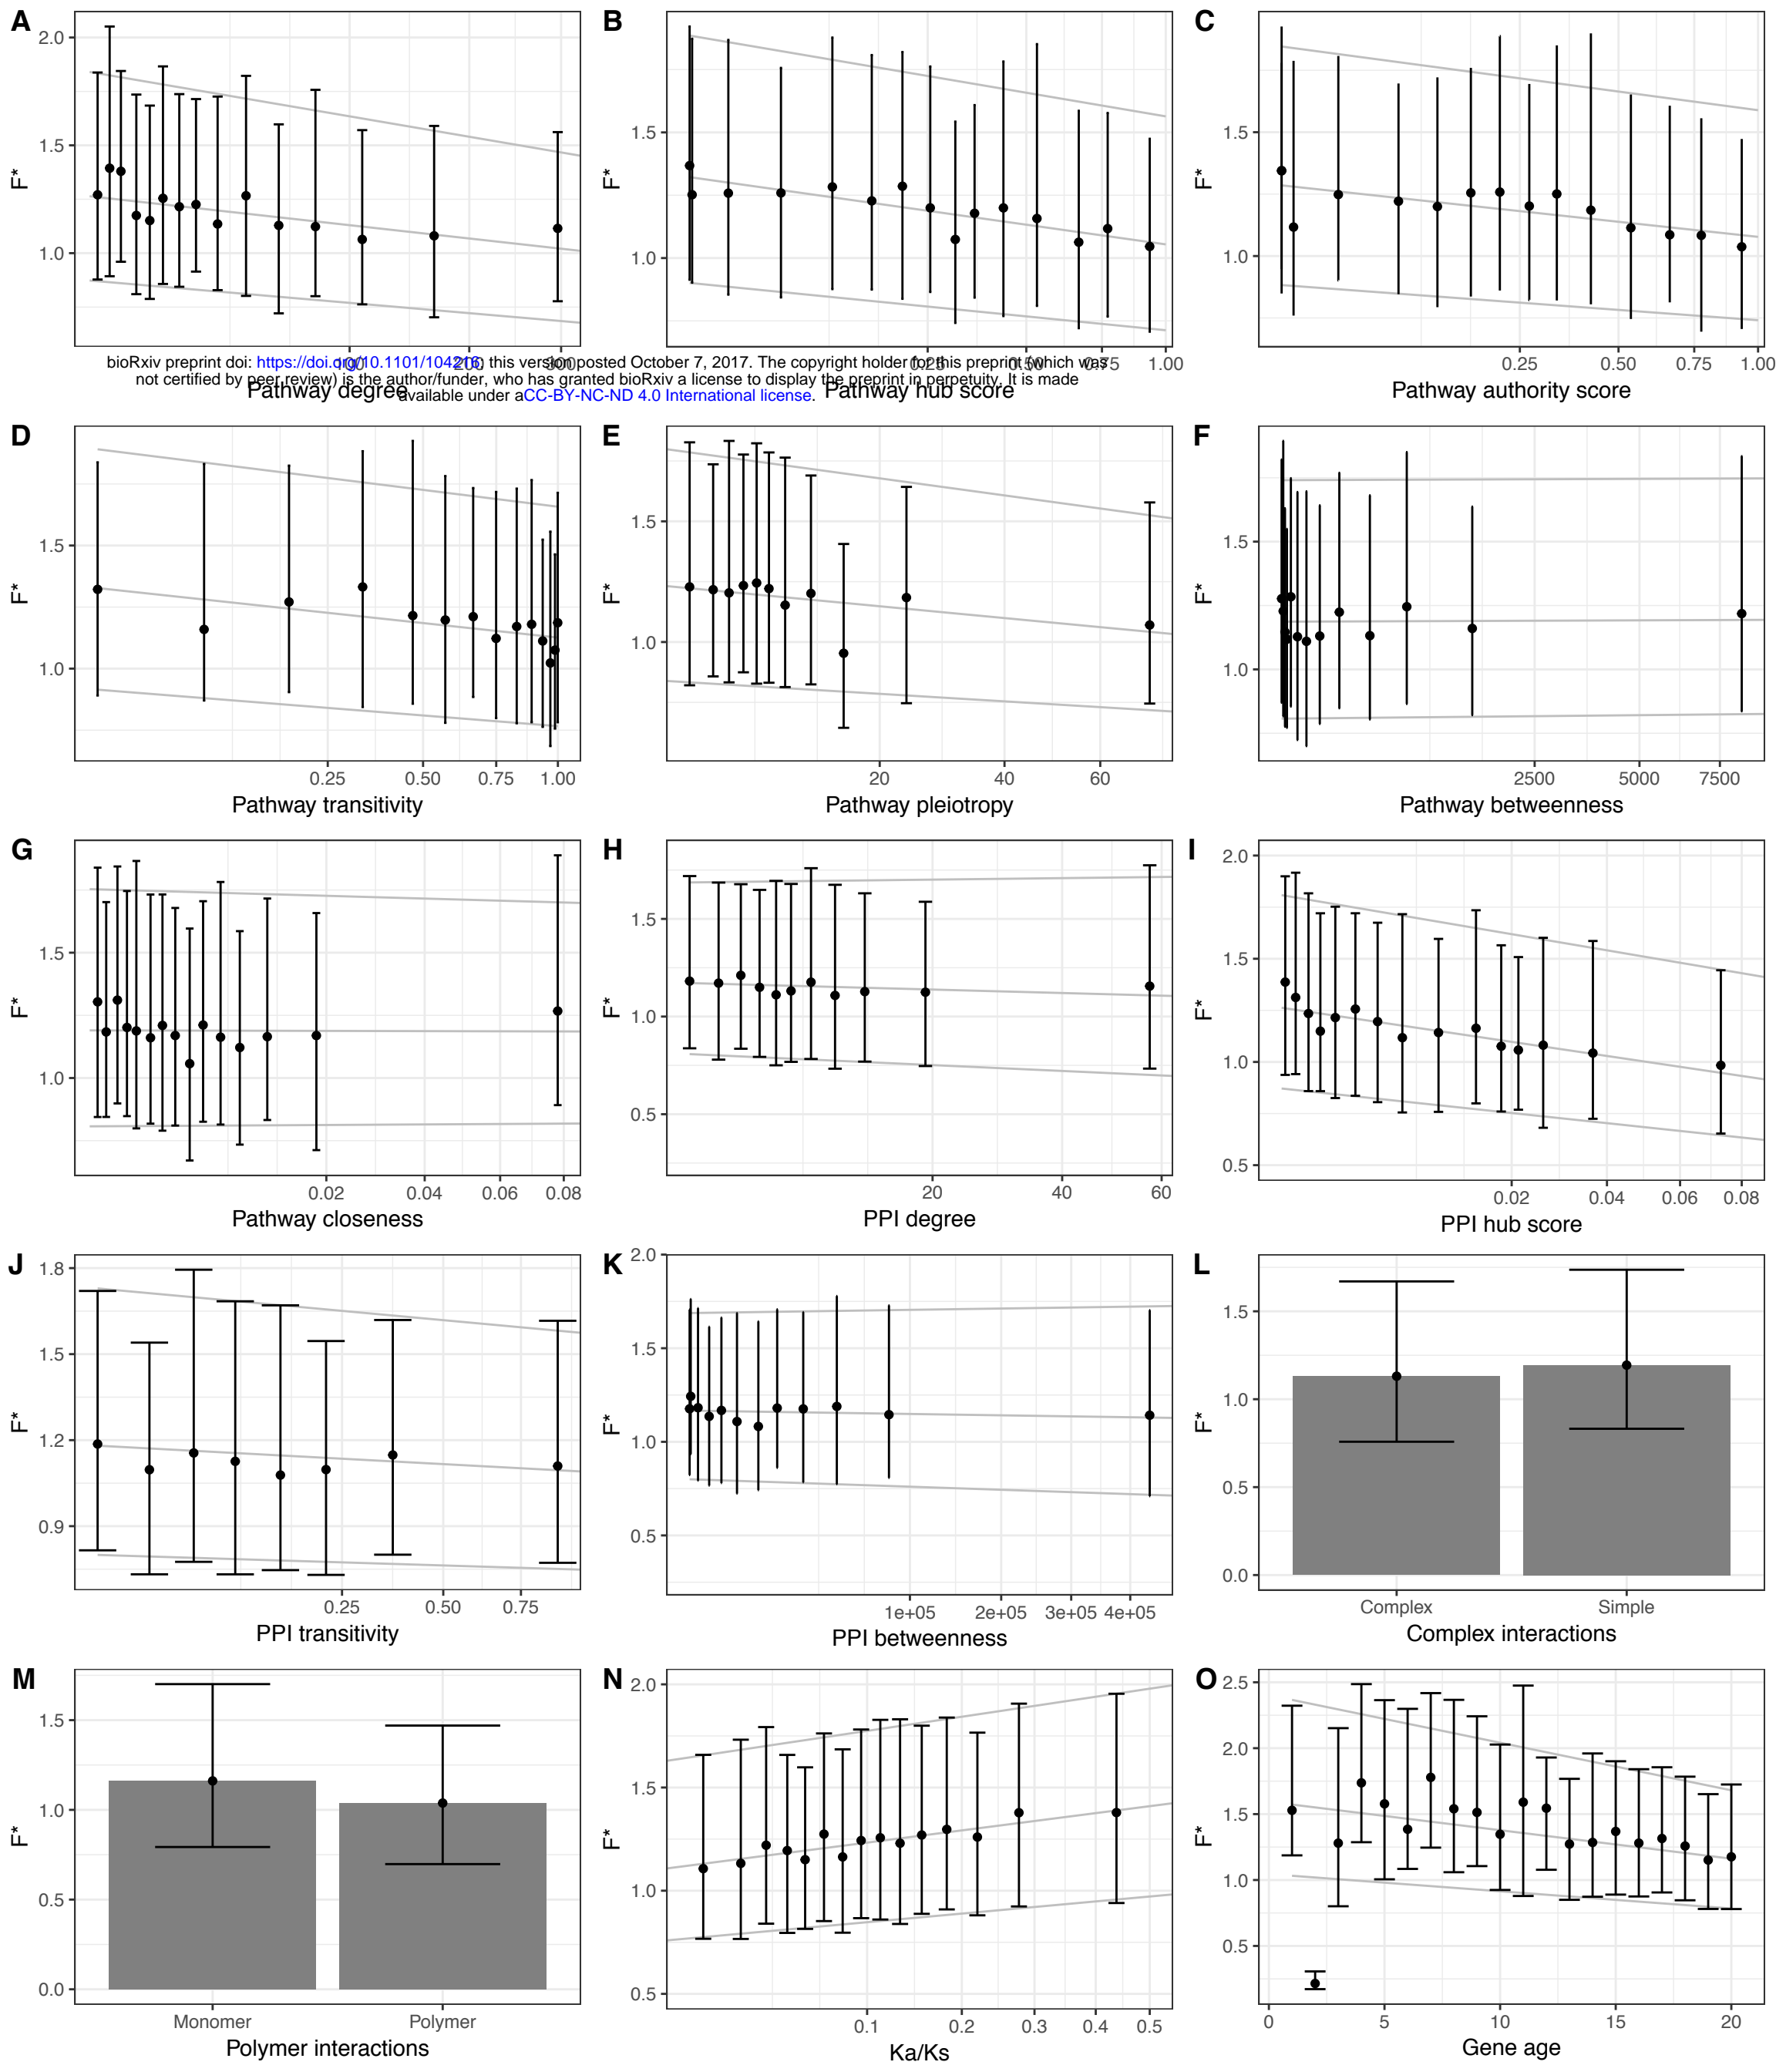 A
B
C
2.0
1.5
1.0
F*
1.5
1.0
F*
1.5
1.0
F*
100
300
0.25
0.50
0.75
1.00
0.25
0.50
0.75
1.00
bioRxiv preprint doi: https://doi.org/10.1101/104216; this version posted October 7, 2017. The copyright holder for this preprint (which was
not certified by peer review) is the author/funder, who has granted bioRxiv a license to display the preprint in perpetuity. It is made
available under aCC-BY-NC-ND 4.0 International license.
Pathway degree
Pathway hub score
Pathway authority score
D
E
F
1.5
1.0
F*
1.5
1.0
F*
1.5
1.0
F*
0.25
0.50
0.75
1.00
20
40
60
2500
5000
7500
Pathway transitivity
Pathway pleiotropy
Pathway betweenness
G
H
I
1.5
1.0
F*
1.5
1.0
0.5
F*
2.0
1.5
1.0
0.5
F*
0.02
0.04
0.06
0.08
20
40
60
0.02
0.04
0.06
0.08
Pathway closeness
PPI degree
PPI hub score
J
K
L
1.8
1.5
1.2
0.9
F*
2.0
1.5
1.0
0.5
F*
1.5
1.0
0.5
0.0
F*
0.25
0.50
0.75
1e+05
2e+05
3e+05
4e+05
Complex
Simple
PPI transitivity
PPI betweenness
Complex interactions
M
N
O
1.5
1.0
0.5
0.0
F*
2.0
1.5
1.0
0.5
F*
2.5
2.0
1.5
1.0
0.5
F*
Monomer
Polymer
0.1
0.2
0.3
0.4
0.5
0
5
10
15
20
Polymer interactions
Ka/Ks
Gene age